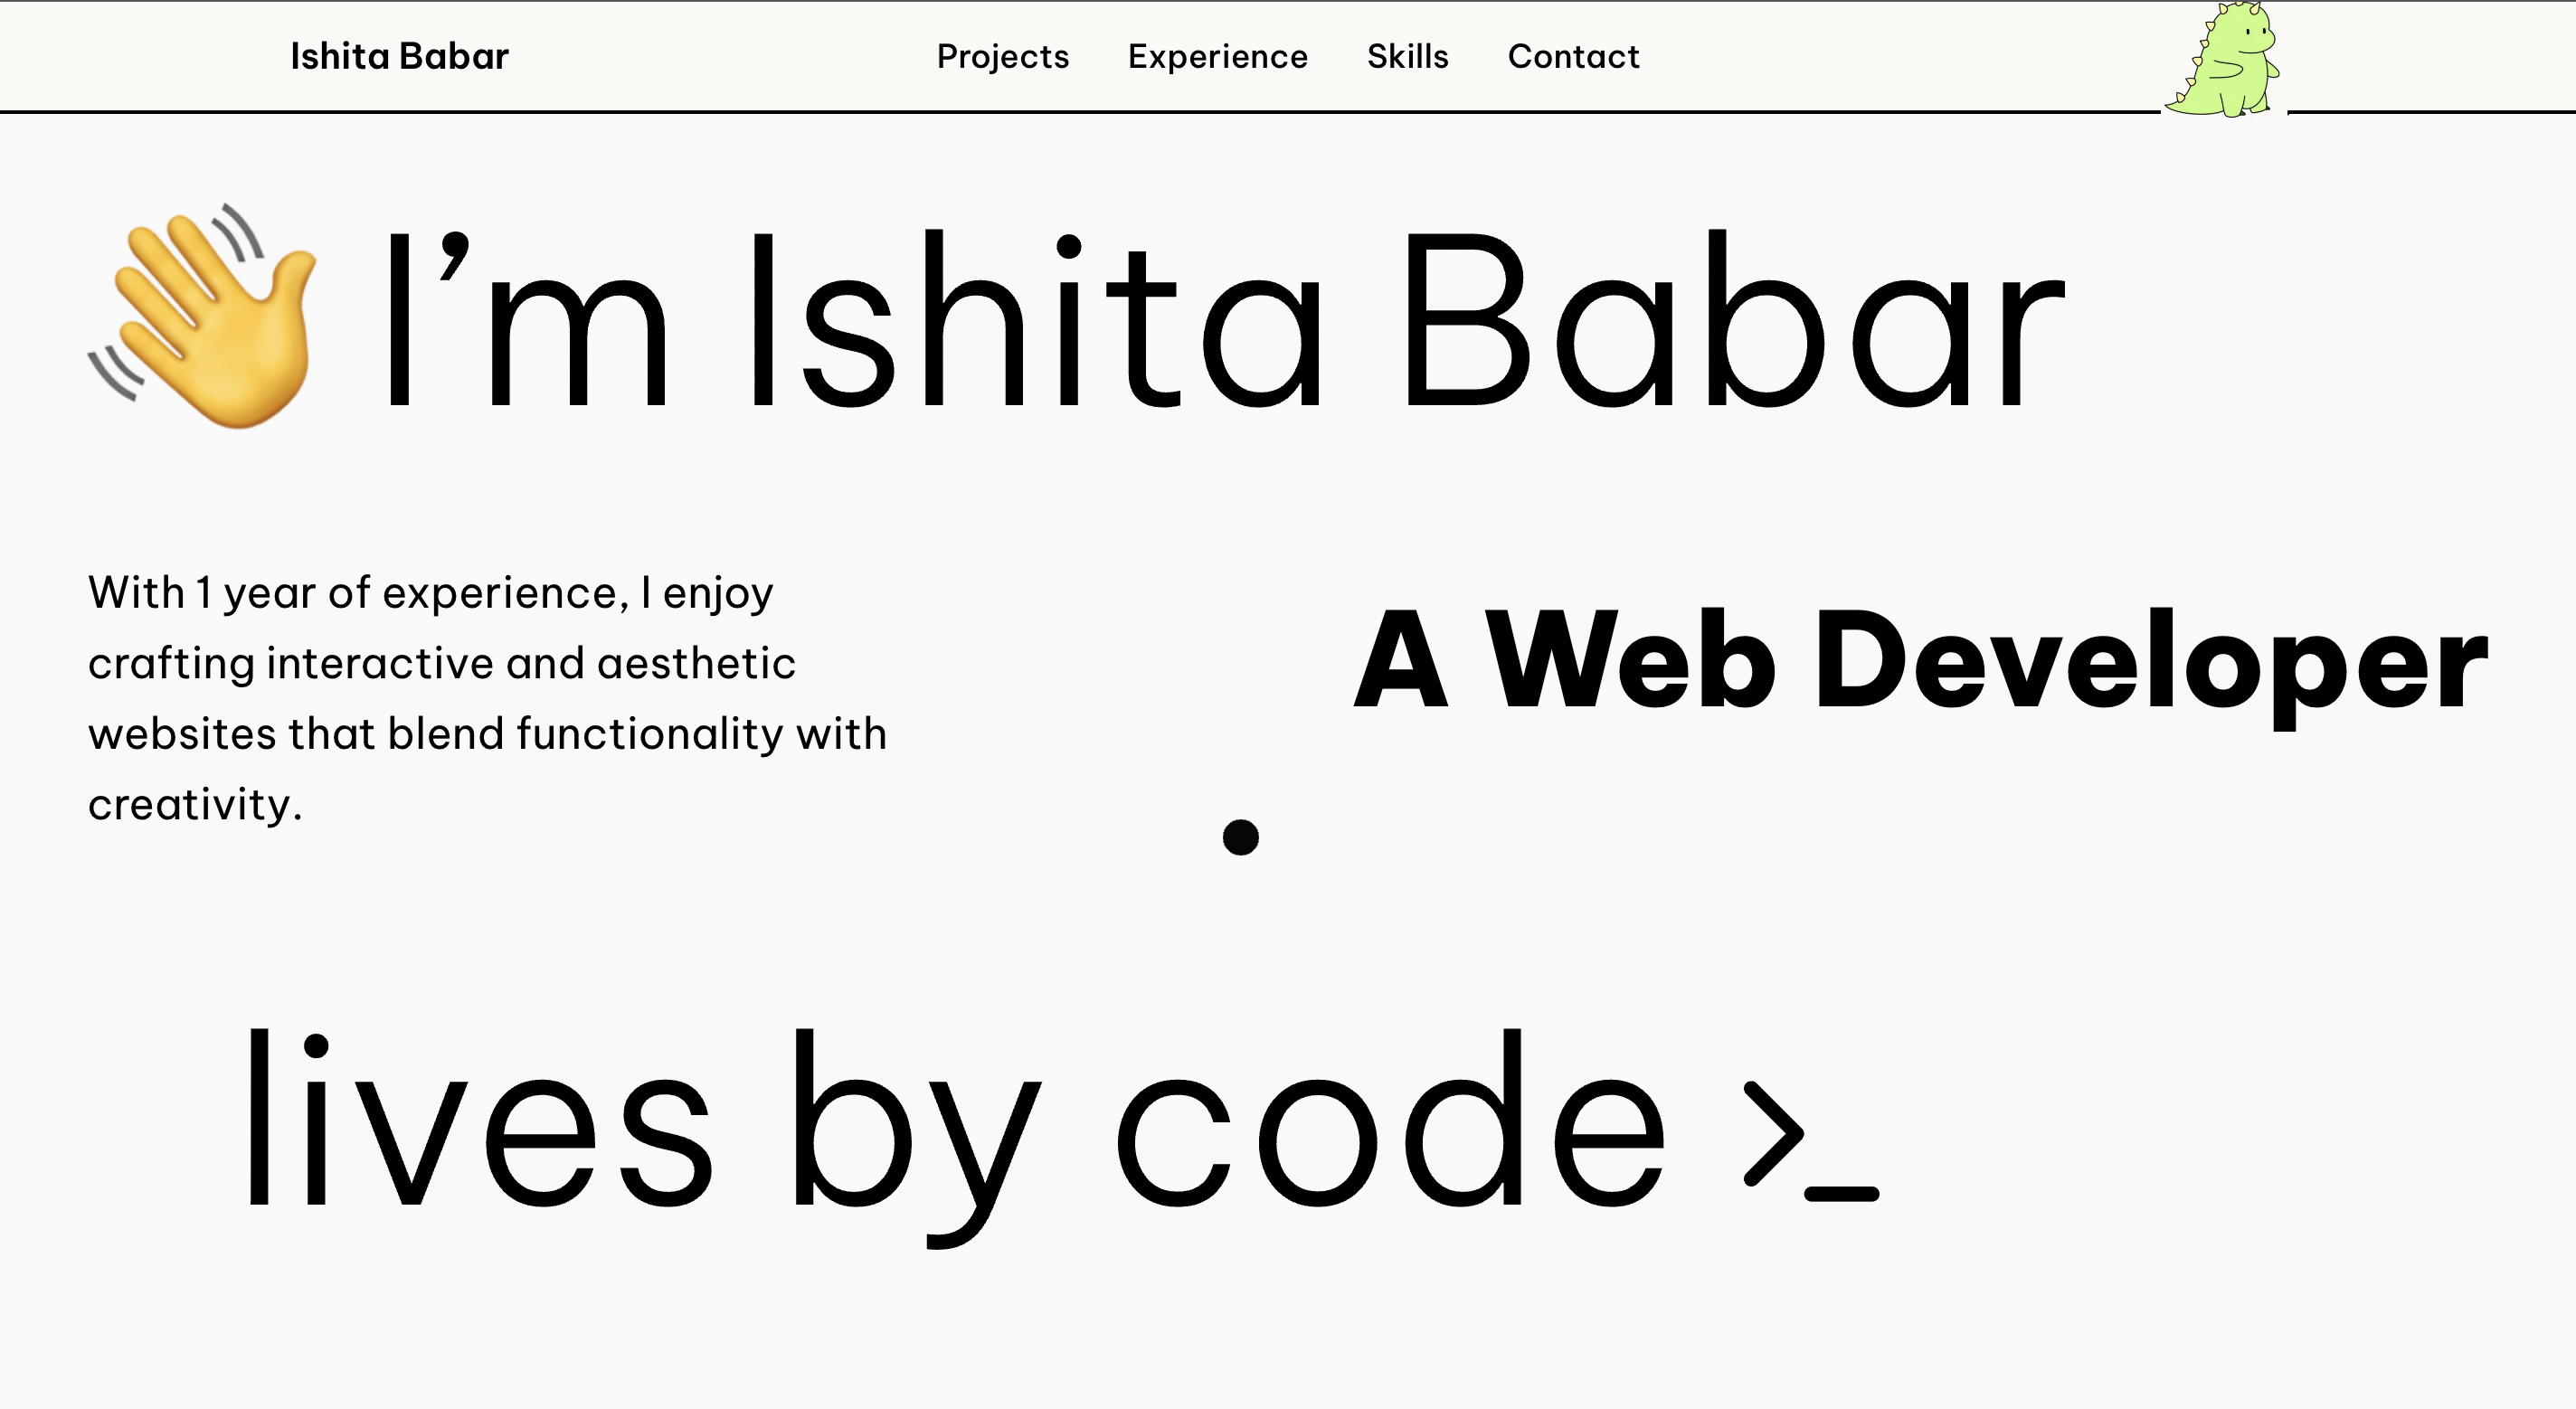 Ishita Babar
Projects Experience Skills Contact
👋 I’m Ishita Babar
With 1 year of experience, I enjoy
crafting interactive and aesthetic
websites that blend functionality with
creativity.
A Web Developer
lives by code >_